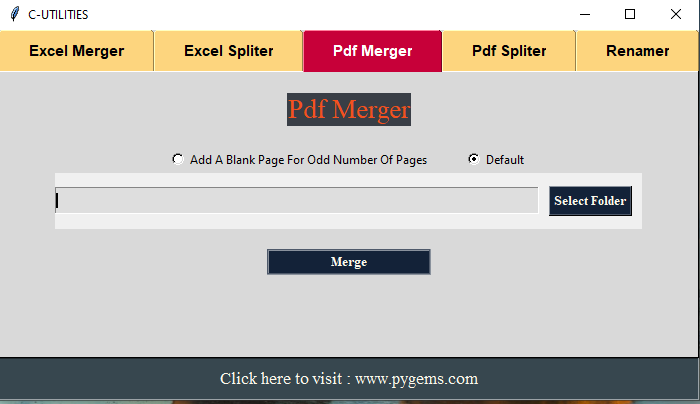 C-UTILITIES
Excel Merger Excel Spliter Pdf Merger Pdf Spliter Renamer
Pdf Merger
Add A Blank Page For Odd Number Of Pages Default
Select Folder
Merge
Click here to visit : www.pygems.com